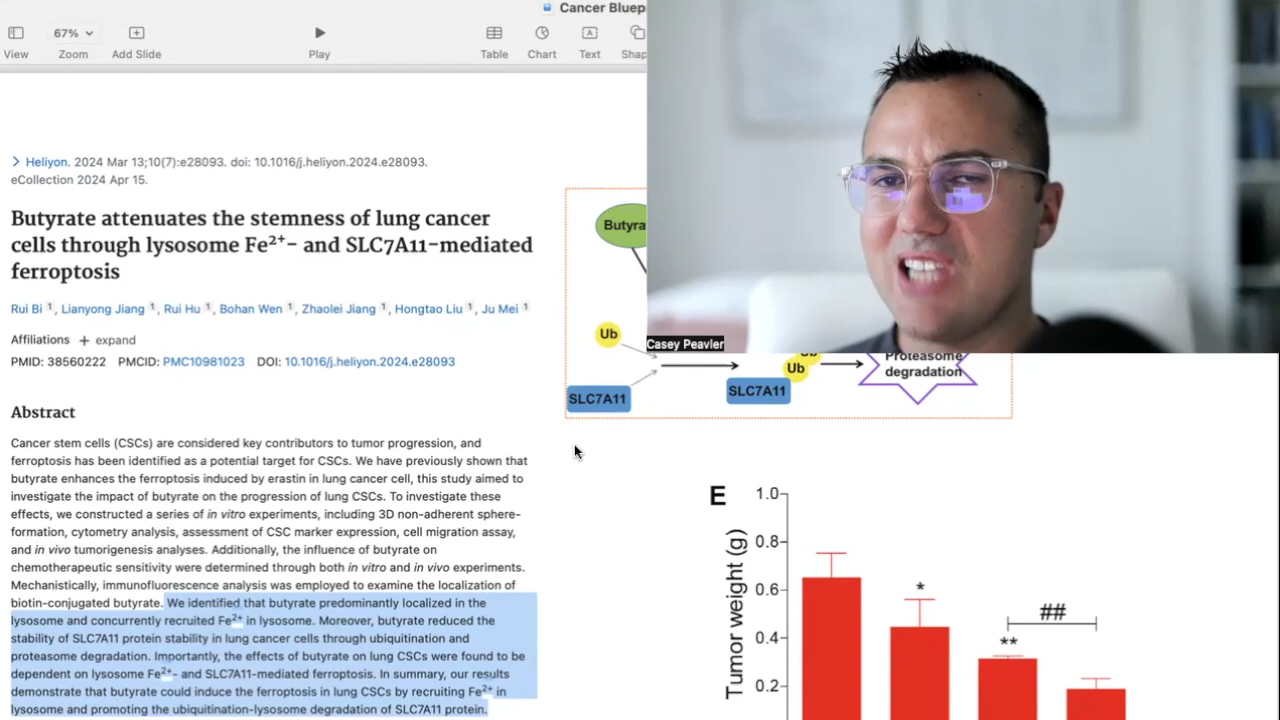 Cancer Bluep
67%
View
Zoom
Add Slide
Play
Table
Chart
Text
Shap
Heliyon. 2024 Mar 13;10(7):e28093. doi: 10.1016/j.heliyon.2024.e28093.
eCollection 2024 Apr 15.
Butyrate attenuates the stemness of lung cancer
cells through lysosome Fe²⁺- and SLC7A11-mediated
ferroptosis
Rui Bi ¹, Lianyong Jiang ¹, Rui Hu ¹, Bohan Wen ¹, Zhaolei Jiang ¹, Hongtao Liu ¹, Ju Mei ¹
Affiliations + expand
PMID: 38560222 PMCID: PMC10981023 DOI: 10.1016/j.heliyon.2024.e28093
Abstract
Cancer stem cells (CSCs) are considered key contributors to tumor progression, and
ferroptosis has been identified as a potential target for CSCs. We have previously shown that
butyrate enhances the ferroptosis induced by erastin in lung cancer cell, this study aimed to
investigate the impact of butyrate on the progression of lung CSCs. To investigate these
effects, we constructed a series of in vitro experiments, including 3D non-adherent sphere-
formation, cytometry analysis, assessment of CSC marker expression, cell migration assay,
and in vivo tumorigenesis analyses. Additionally, the influence of butyrate on
chemotherapeutic sensitivity were determined through both in vitro and in vivo experiments.
Mechanistically, immunofluorescence analysis was employed to examine the localization of
biotin-conjugated butyrate. We identified that butyrate predominantly localized in the
lysosome and concurrently recruited Fe²⁺ in lysosome. Moreover, butyrate reduced the
stability of SLC7A11 protein stability in lung cancer cells through ubiquitination and
proteasome degradation. Importantly, the effects of butyrate on lung CSCs were found to be
dependent on lysosome Fe²⁺- and SLC7A11-mediated ferroptosis. In summary, our results
demonstrate that butyrate could induce the ferroptosis in lung CSCs by recruiting Fe²⁺ in
lysosome and promoting the ubiquitination-lysosome degradation of SLC7A11 protein.
Butyra
Casey Peavler
Ub
Ub
Ub
SLC7A11
SLC7A11
Proteasome
degradation
E
Tumor weight (g)
1.0
0.8
0.6
0.4
0.2
*
**
##